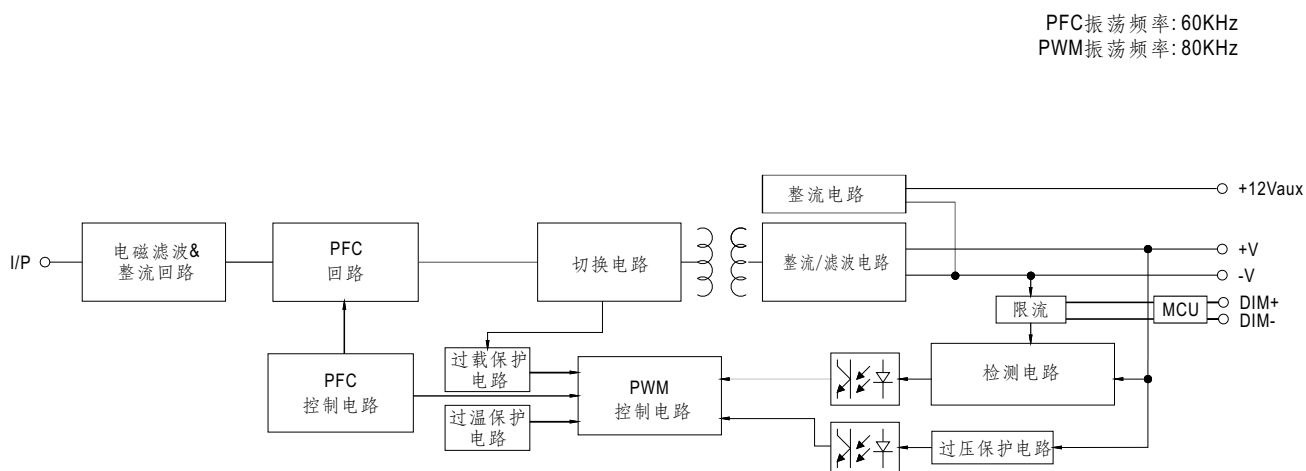 PFC振荡频率: 60KHz
PWM振荡频率: 80KHz
整流电路
+12Vaux
I/P
电磁滤波&
整流回路
PFC
回路
切换电路
整流/滤波电路
+V
-V
限流
MCU
DIM+
DIM-
过载保护
电路
PFC
控制电路
PWM
控制电路
检测电路
过温保护
电路
过压保护电路